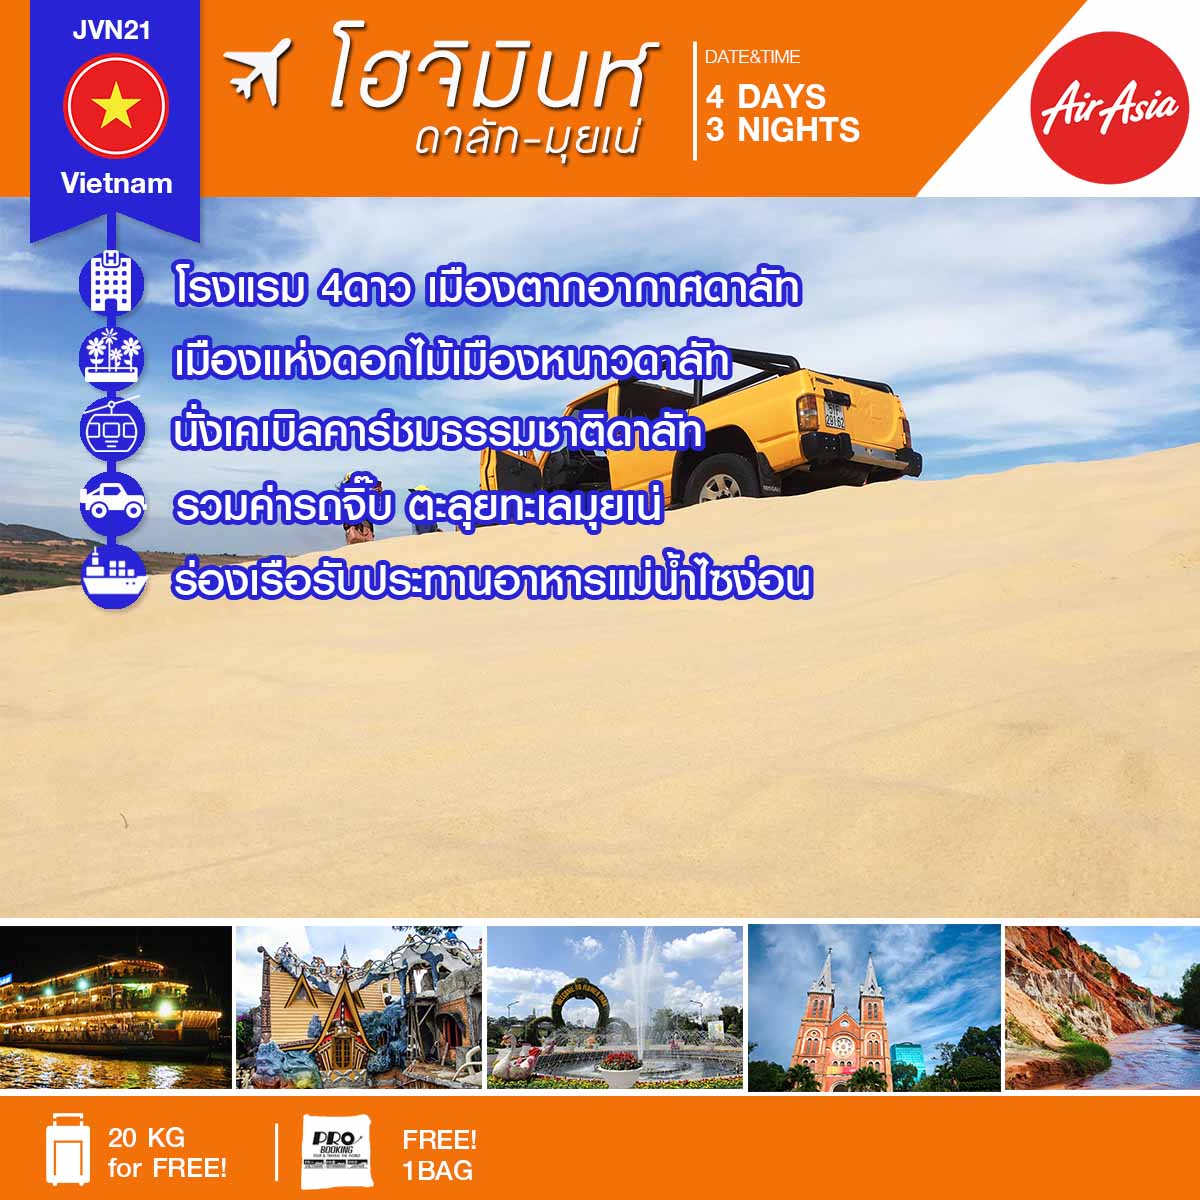 JVN21
Vietnam
โฮจิมินห์
ดาลัท-มุยเน่
DATE&TIME
4 DAYS
3 NIGHTS
AirAsia
H
โรงแรม 4ดาว เมืองตากอากาศดาลัท
เมืองแห่งดอกไม้เมืองหนาวดาลัท
นั่งเคเบิลคาร์ชมธรรมชาติดาลัท
รวมค่ารถจิ๊บ ตะลุยทะเลมุยเน่
ร่องเรือรับประทานอาหารแม่น้ำไซง่อน
20 KG
for FREE!
PRO
BOOKING
FREE!
1BAG